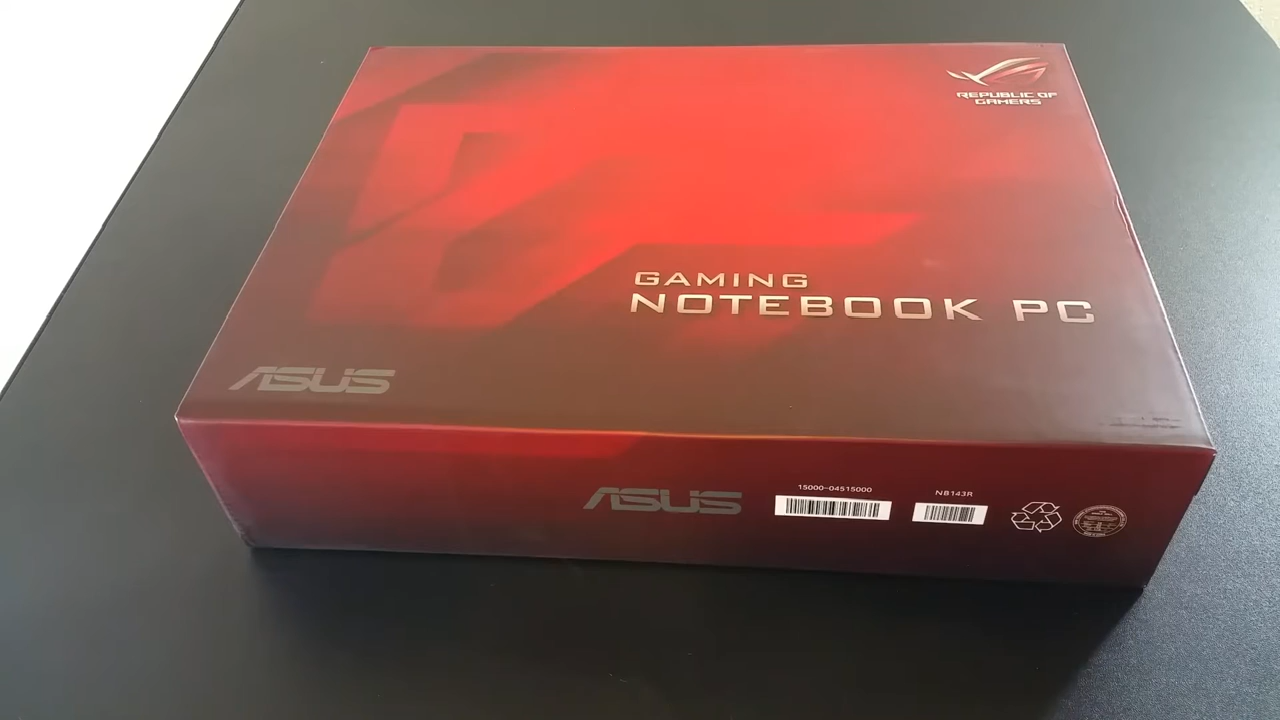 REPUBLIC OF
GAMERS
GAMING
NOTEBOOK PC
ASUS
ASUS
15000-04515000
NB143R